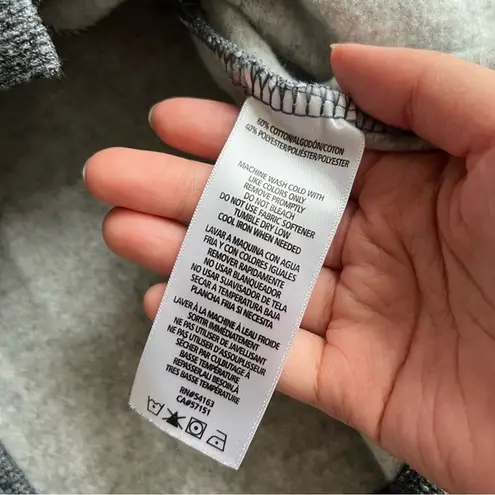 60% COTTON/ALGODÓN/COTON
40% POLYESTER/POLIÉSTER/POLYESTER
MACHINE WASH COLD WITH
LIKE COLORS ONLY
REMOVE PROMPTLY
DO NOT BLEACH
DO NOT USE FABRIC SOFTENER
TUMBLE DRY LOW
COOL IRON WHEN NEEDED
LAVAR A MAQUINA CON AGUA
FRIA Y CON COLORES IGUALES
REMOVER RAPIDAMENTE
NO USAR BLANQUEADOR
NO USAR SUAVISADOR DE TELA
SECAR A TEMPERATURA BAJA
PLANCHA FRIA SI NECESITA
LAVER À LA MACHINE À L'EAU FROIDE
SORTIR IMMÉDIATEMENT
NE PAS UTILISER DE JAVELLISANT
NE PAS UTILISER D'ASSOUPLISSEUR
SÉCHER PAR CULBUTAGE À
BASSE TEMPÉRATURE
REPASSER,AU BESOIN,À
TRES BASSE TEMPÉRATURE
RN#54163
CA#57151